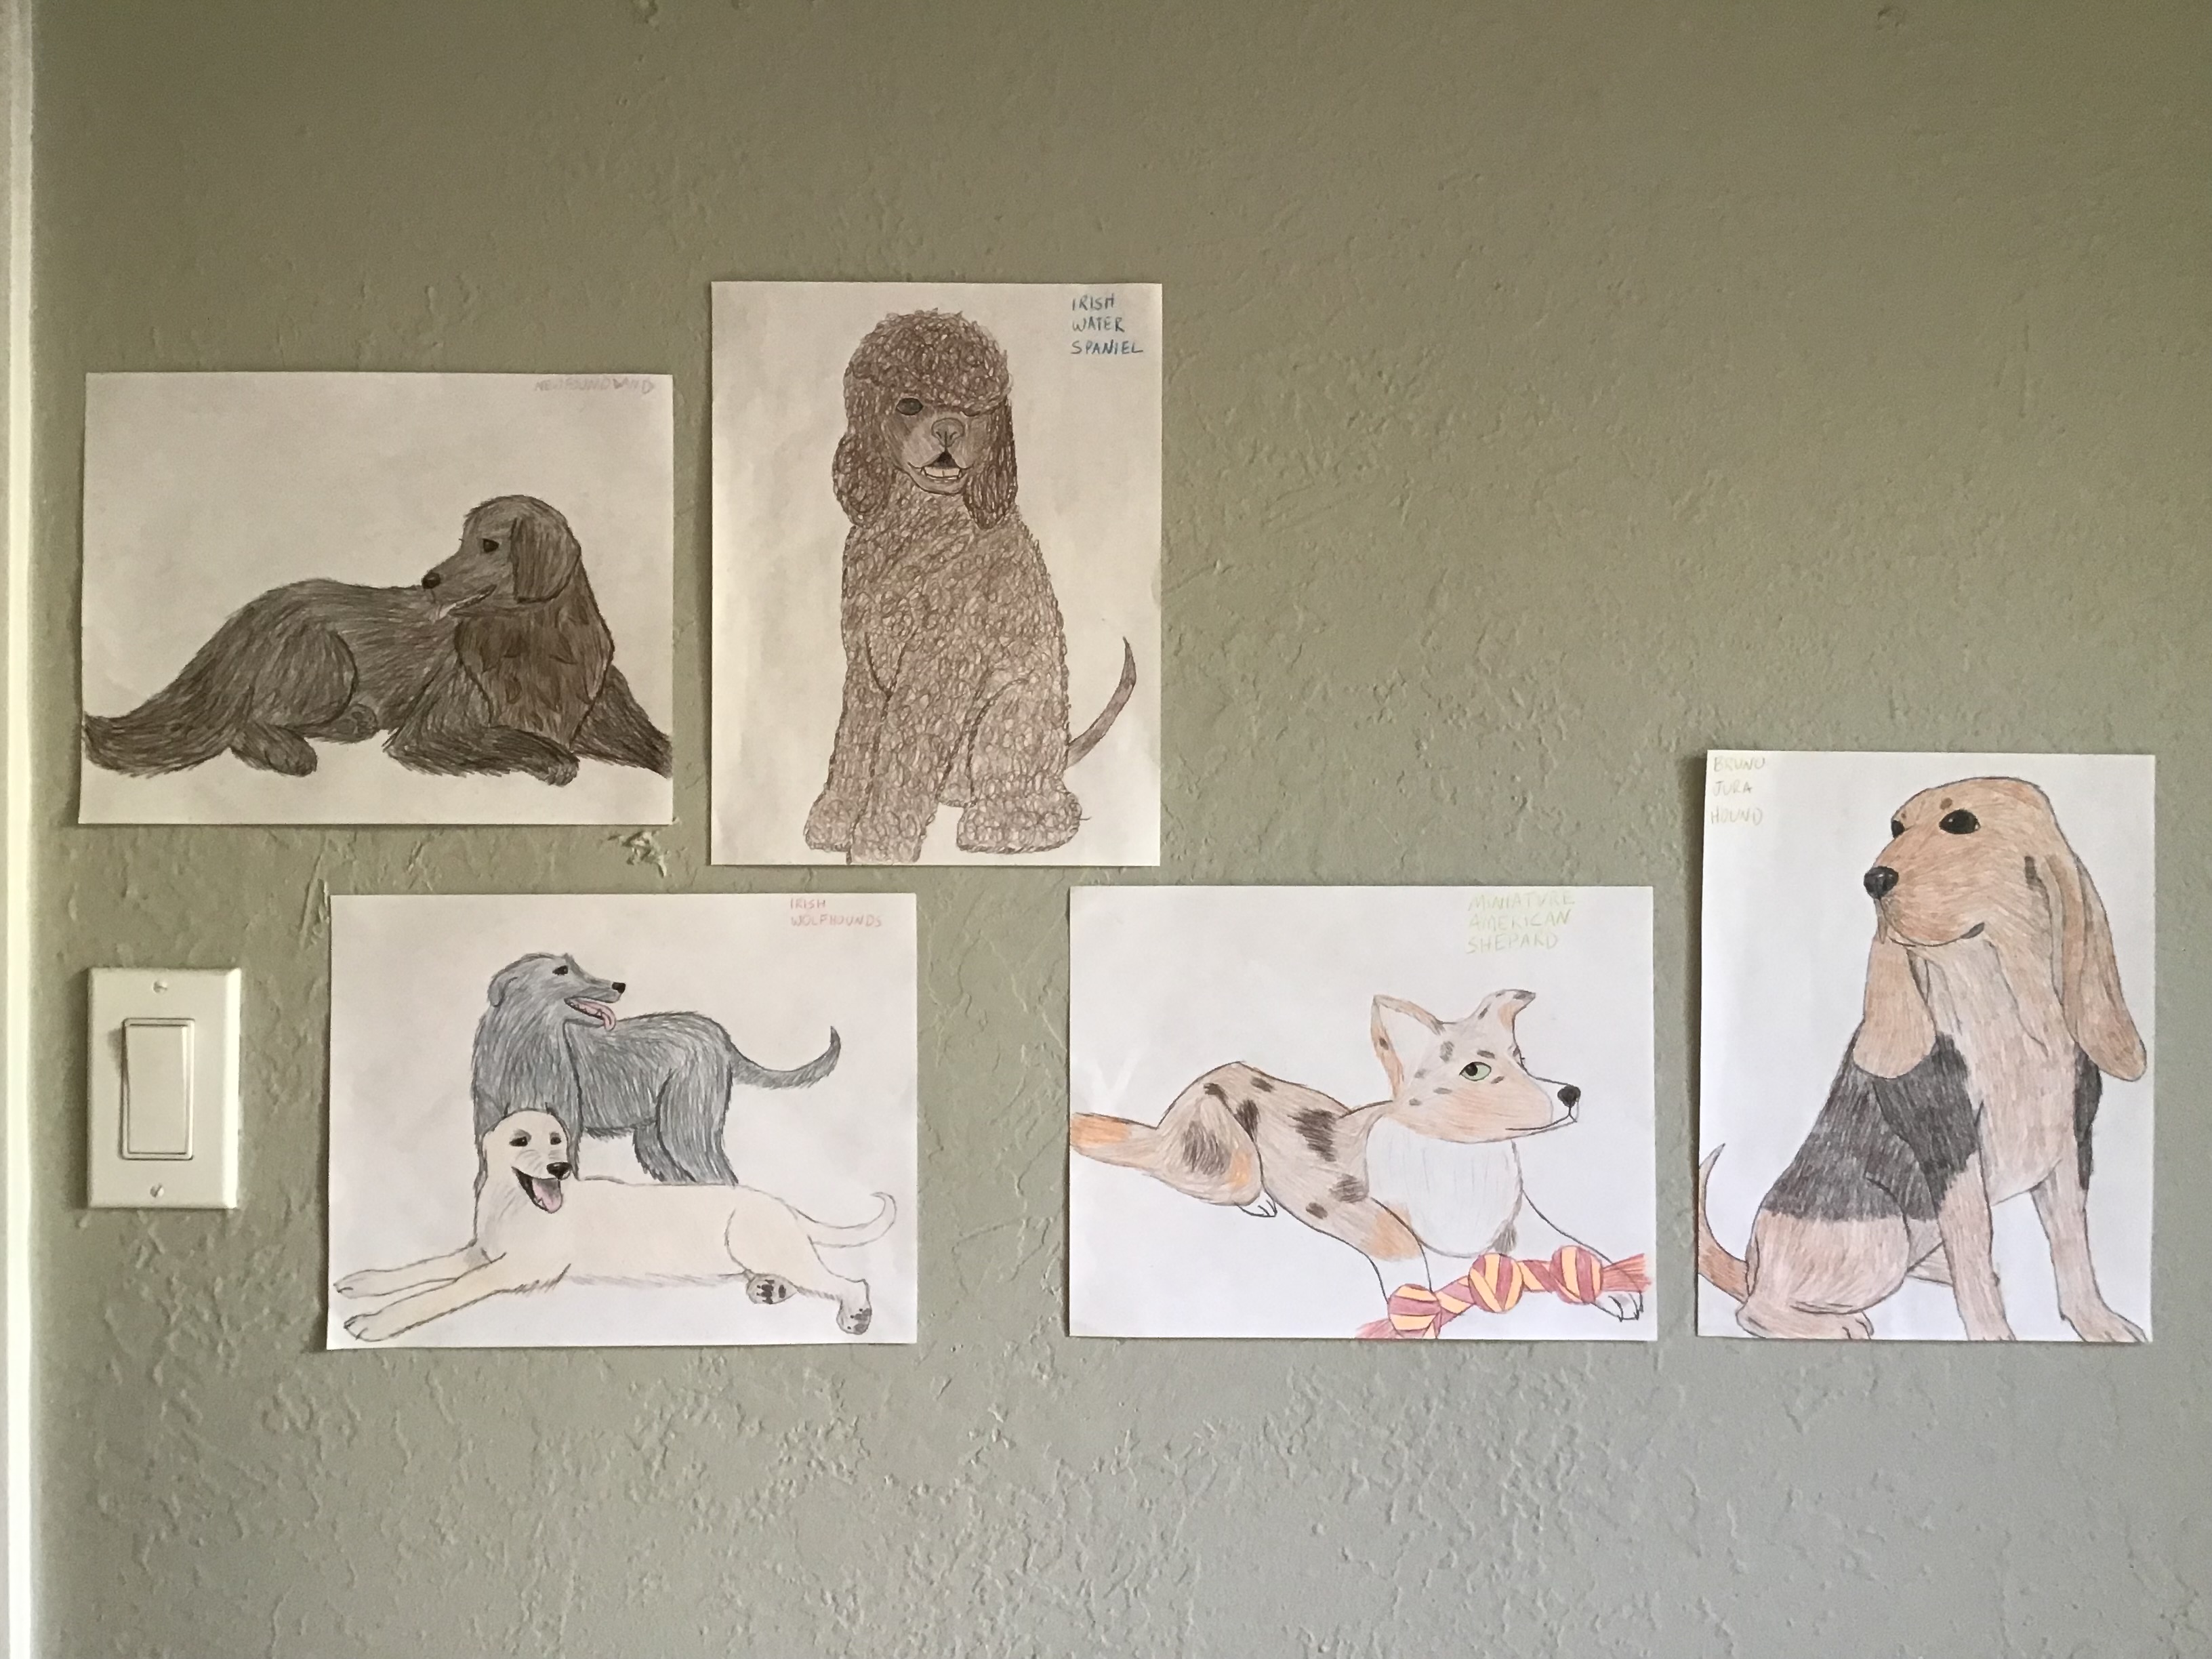 NEWFOUNDLAND
IRISH
WATER
SPANIEL
IRISH
WOLFHOUNDS
MINIATURE
AMERICAN
SHEPARD
BRUNO
JURA
HOUND